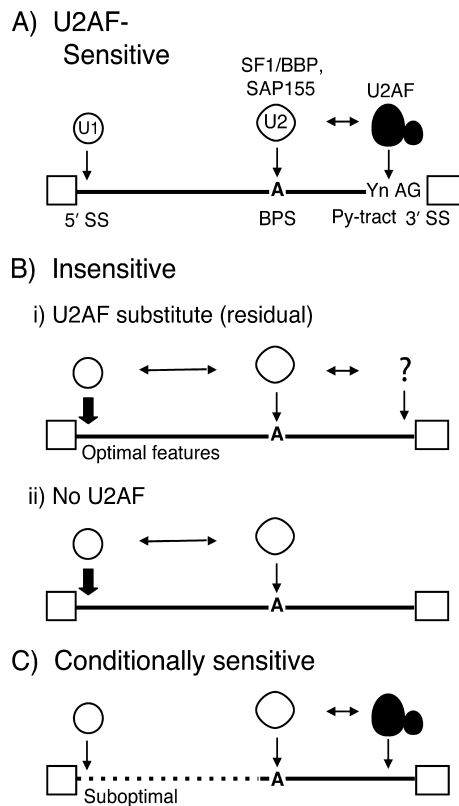 A) U2AF-
Sensitive
SF1/BBP,
SAP155
U2AF
U1
U2
A
Yn AG
5′ SS
BPS
Py-tract 3′ SS
B) Insensitive
i) U2AF substitute (residual)
?
A
Optimal features
ii) No U2AF
A
C) Conditionally sensitive
A
Suboptimal